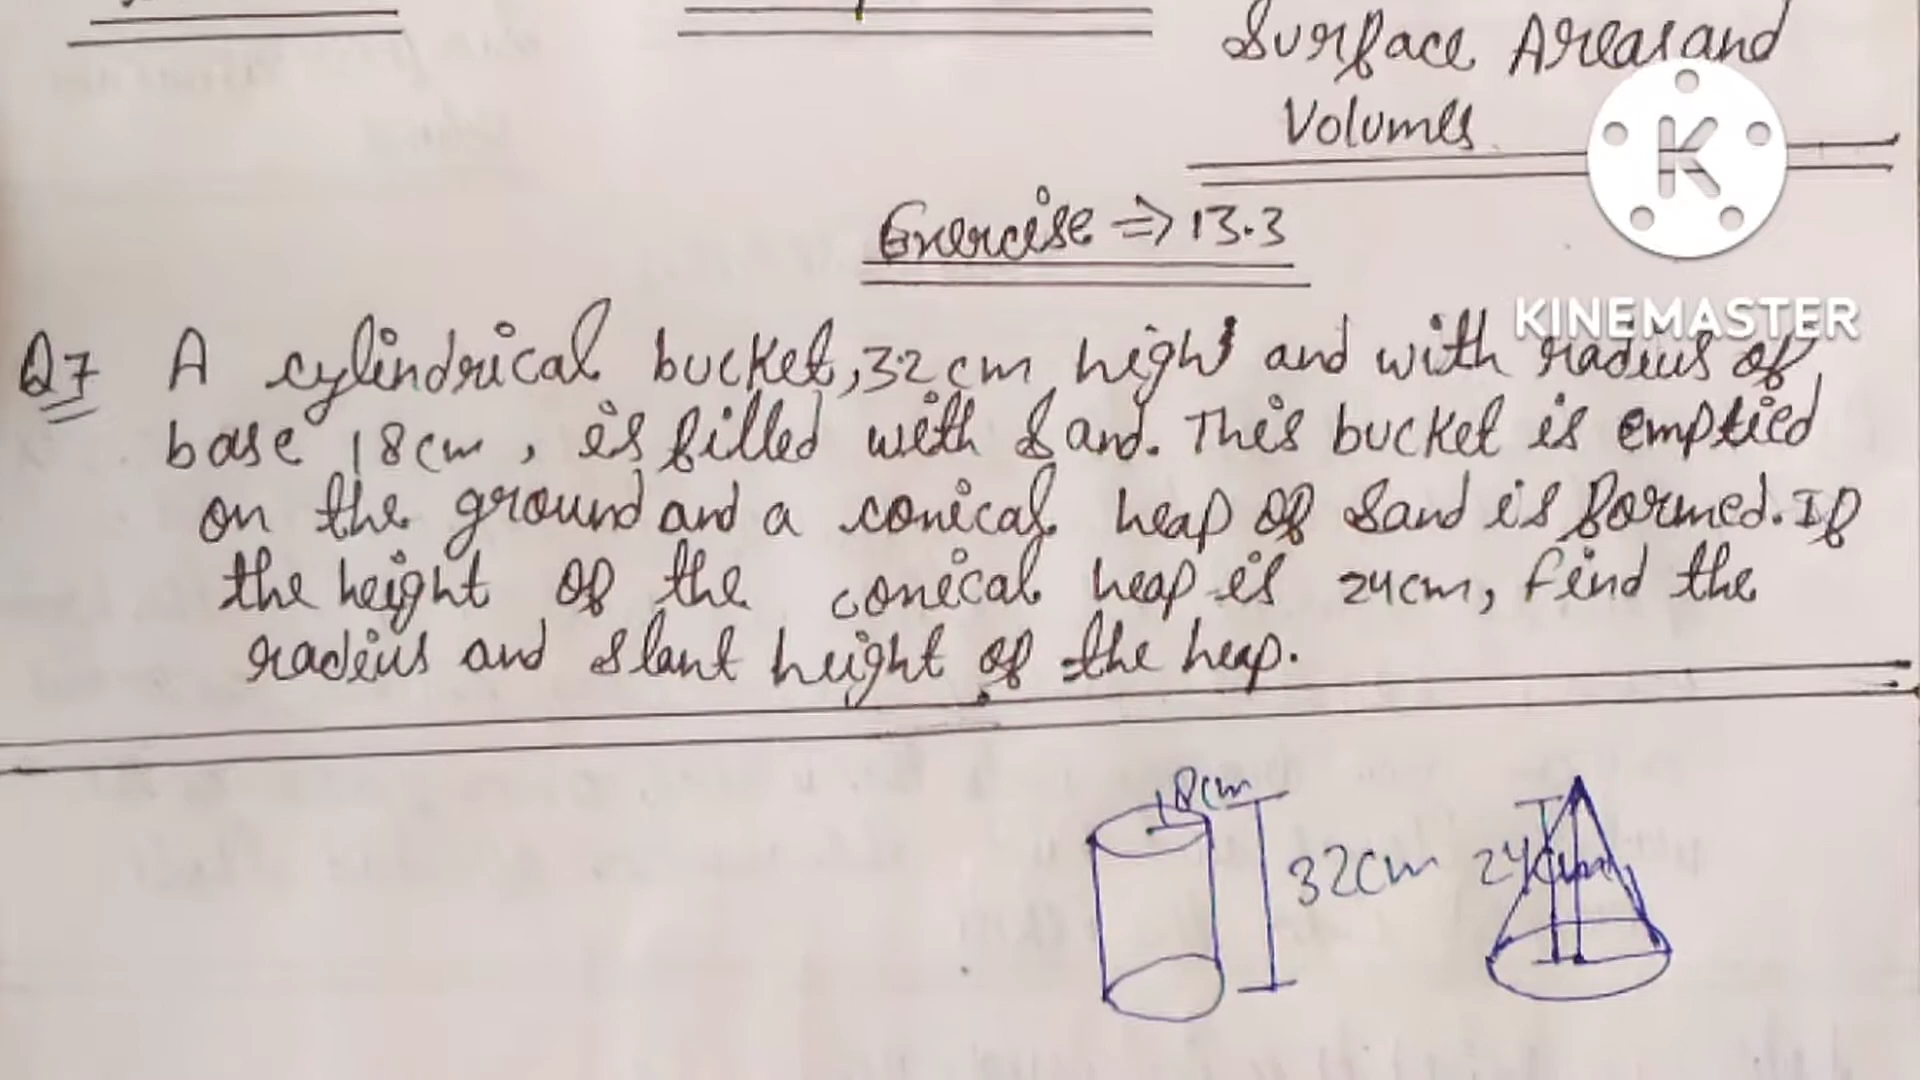 Surface Areas and
Volumes
K
KINEMASTER
Exercise => 13.3
Q7 A cylindrical bucket, 32 cm high and with radius of
base 18cm, is filled with sand. This bucket is emptied
on the ground and a conical heap of sand is formed. If
the height of the conical heap is 24cm, find the
radius and slant height of the heap.
18cm
32cm
24cm